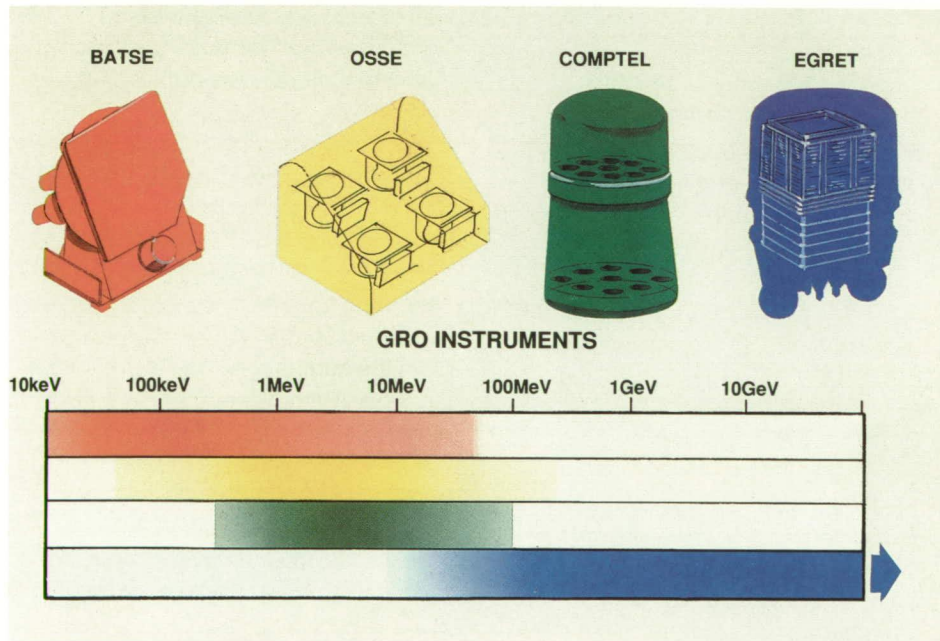 BATSE OSSE COMPTEL EGRET
GRO INSTRUMENTS
10keV 100keV 1MeV 10MeV 100MeV 1GeV 10GeV